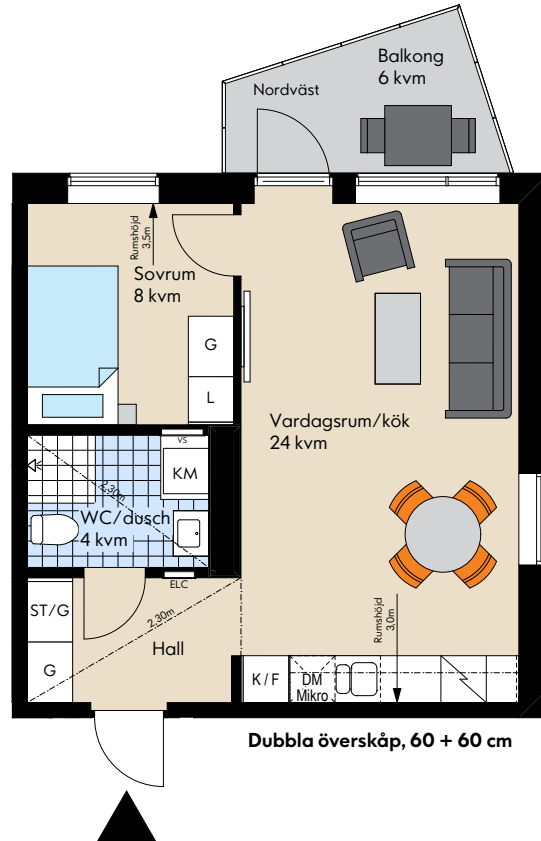 Balkong
6 kvm
Nordväst
Rumshöjd
3,5m
Sovrum
8 kvm
G
L
Vardagsrum/kök
24 kvm
VS
KM
2,30m
WC/dusch
4 kvm
ELC
ST/G
2,30m
Hall
G
Rumshöjd
3,0m
K / F
DM
Mikro
Dubbla överskåp, 60 + 60 cm